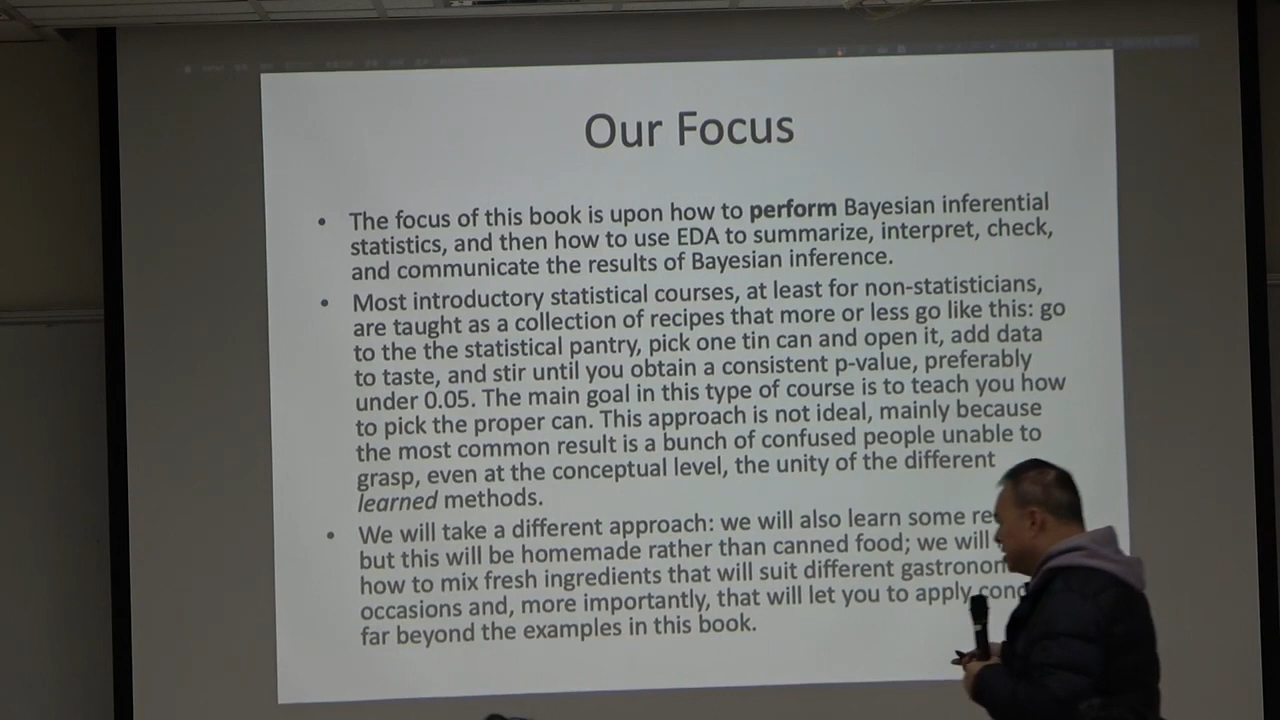 Our Focus
• The focus of this book is upon how to perform Bayesian inferential
statistics, and then how to use EDA to summarize, interpret, check,
and communicate the results of Bayesian inference.
• Most introductory statistical courses, at least for non-statisticians,
are taught as a collection of recipes that more or less go like this: go
to the the statistical pantry, pick one tin can and open it, add data
to taste, and stir until you obtain a consistent p-value, preferably
under 0.05. The main goal in this type of course is to teach you how
to pick the proper can. This approach is not ideal, mainly because
the most common result is a bunch of confused people unable to
grasp, even at the conceptual level, the unity of the different
learned methods.
• We will take a different approach: we will also learn some
but this will be homemade rather than canned food; we will
how to mix fresh ingredients that will suit different
occasions and, more importantly, that will let you to apply
far beyond the examples in this book.